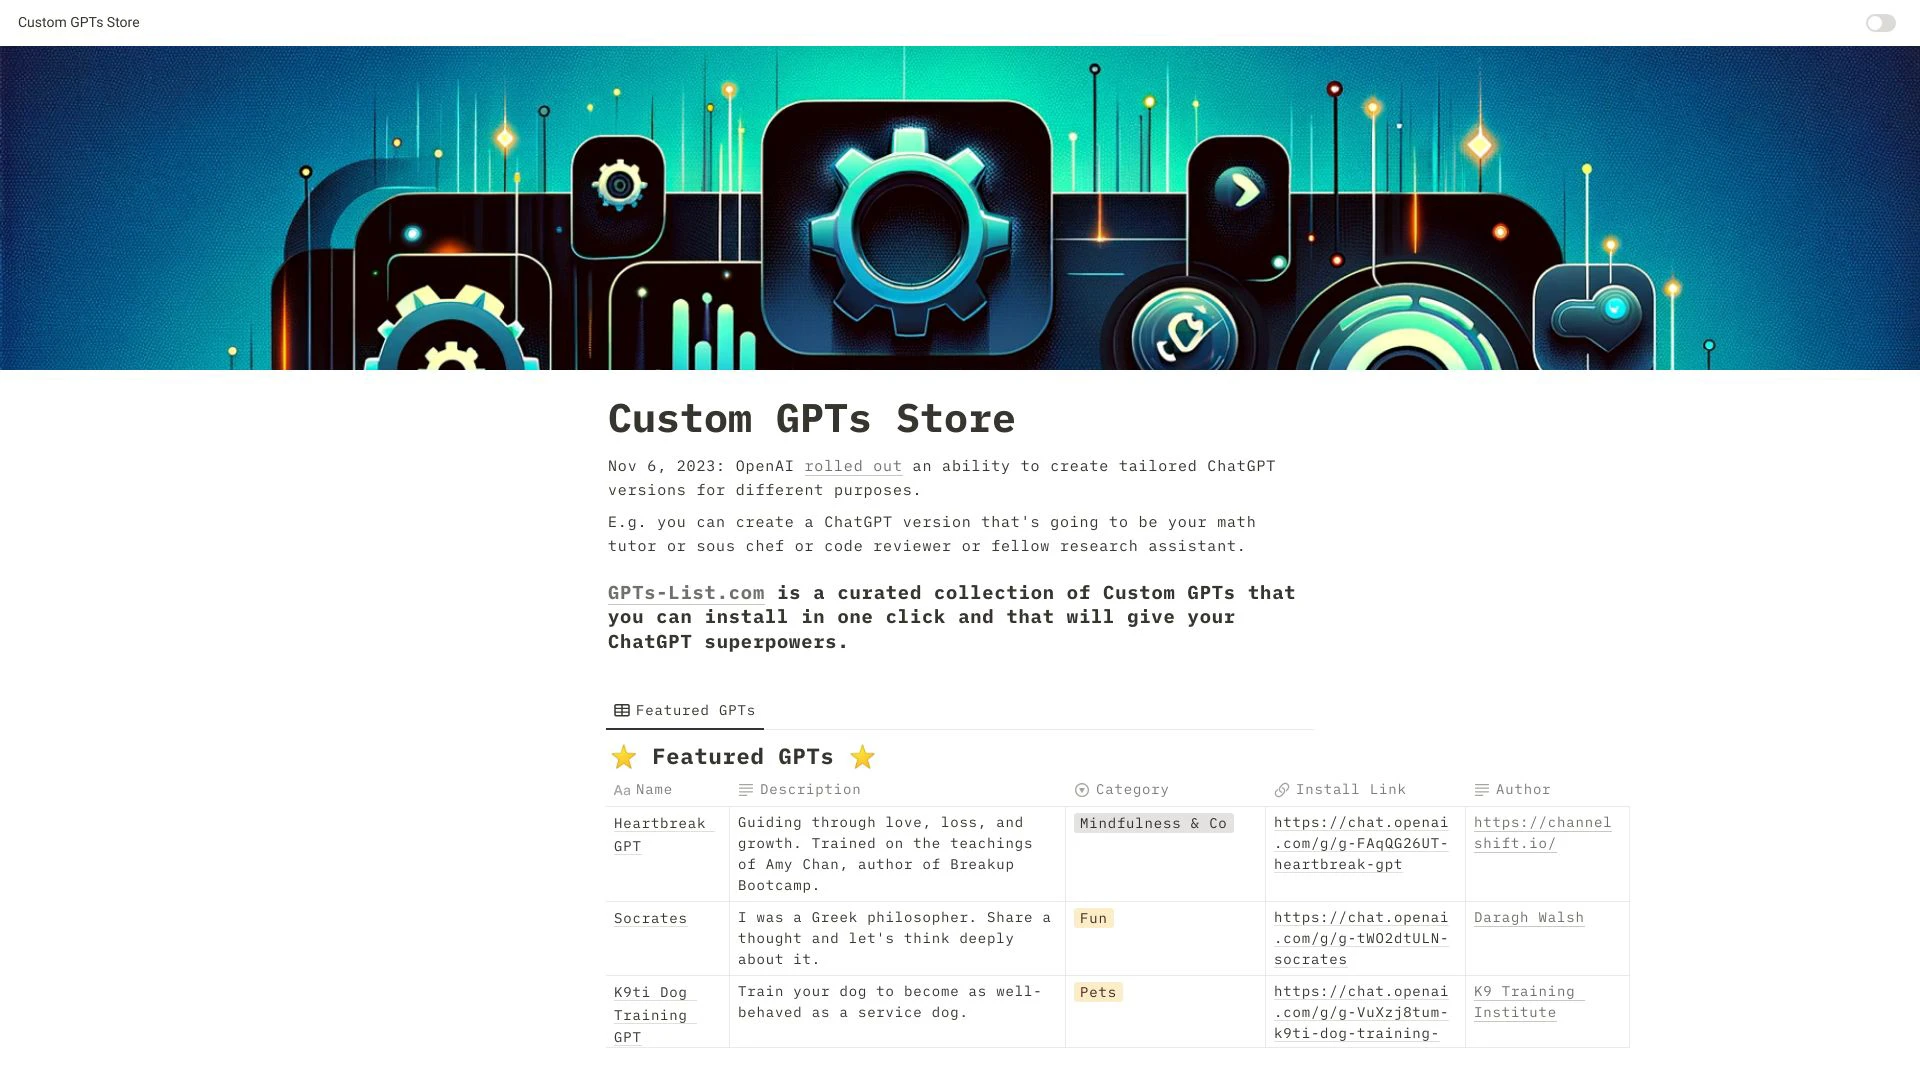 Custom GPTs Store
Custom GPTs Store
Nov 6, 2023: OpenAI rolled out an ability to create tailored ChatGPT
versions for different purposes.
E.g. you can create a ChatGPT version that's going to be your math
tutor or sous chef or code reviewer or fellow research assistant.
GPTs-List.com is a curated collection of Custom GPTs that
you can install in one click and that will give your
ChatGPT superpowers.
Featured GPTs
⭐ Featured GPTs ⭐
Aa Name
Description
Category
Install Link
Author
Heartbreak
GPT
Guiding through love, loss, and
growth. Trained on the teachings
of Amy Chan, author of Breakup
Bootcamp.
Mindfulness & Co
https://chat.openai
.com/g/g-FAqQG26UT-
heartbreak-gpt
https://channel
shift.io/
Socrates
I was a Greek philosopher. Share a
thought and let's think deeply
about it.
Fun
https://chat.openai
.com/g/g-tWO2dtULN-
socrates
Daragh Walsh
K9ti Dog
Training
GPT
Train your dog to become as well-
behaved as a service dog.
Pets
https://chat.openai
.com/g/g-VuXzj8tum-
k9ti-dog-training-
K9 Training
Institute